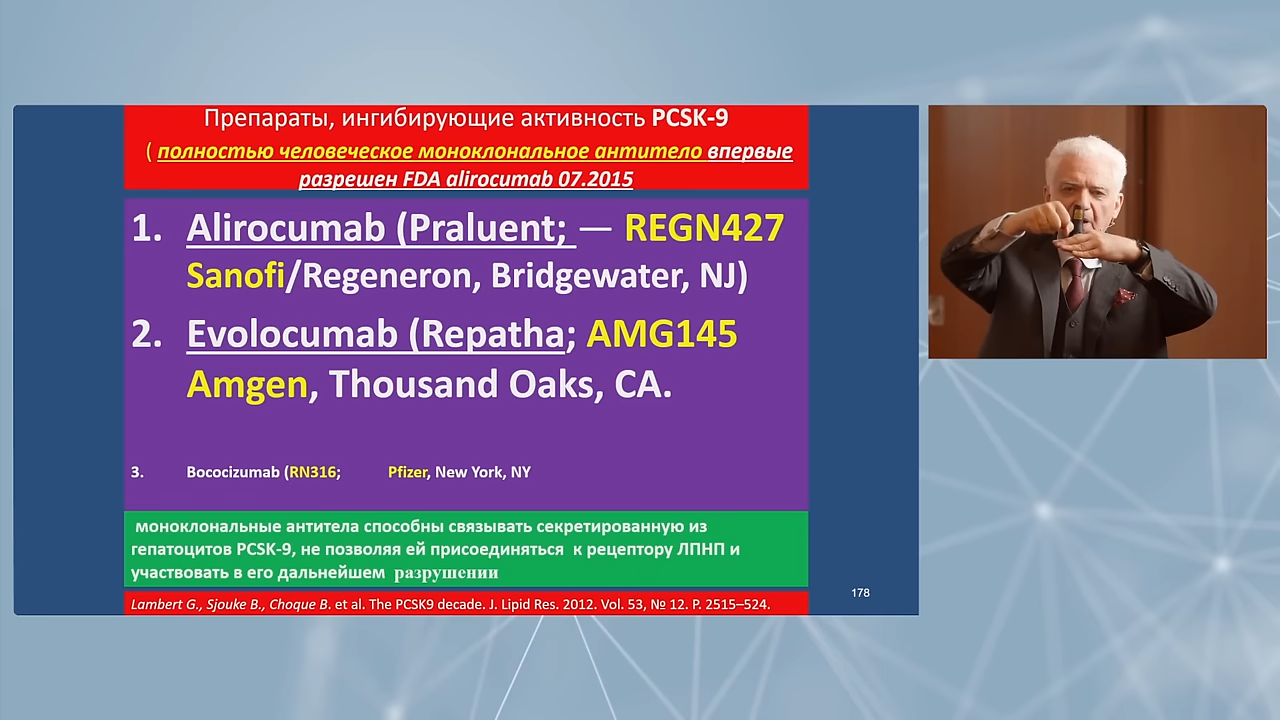 Препараты, ингибирующие активность PCSK-9
( полностью человеческое моноклональное антитело впервые
разрешен FDA alirocumab 07.2015
1. Alirocumab (Praluent; — REGN427
Sanofi/Regeneron, Bridgewater, NJ)
2. Evolocumab (Repatha; AMG145
Amgen, Thousand Oaks, CA.
3. Bococizumab (RN316; Pfizer, New York, NY
моноклональные антитела способны связывать секретированную из
гепатоцитов PCSK-9, не позволяя ей присоединяться к рецептору ЛПНП и
участвовать в его дальнейшем разрушении
Lambert G., Sjouke B., Choque B. et al. The PCSK9 decade. J. Lipid Res. 2012. Vol. 53, № 12. P. 2515–524.
178